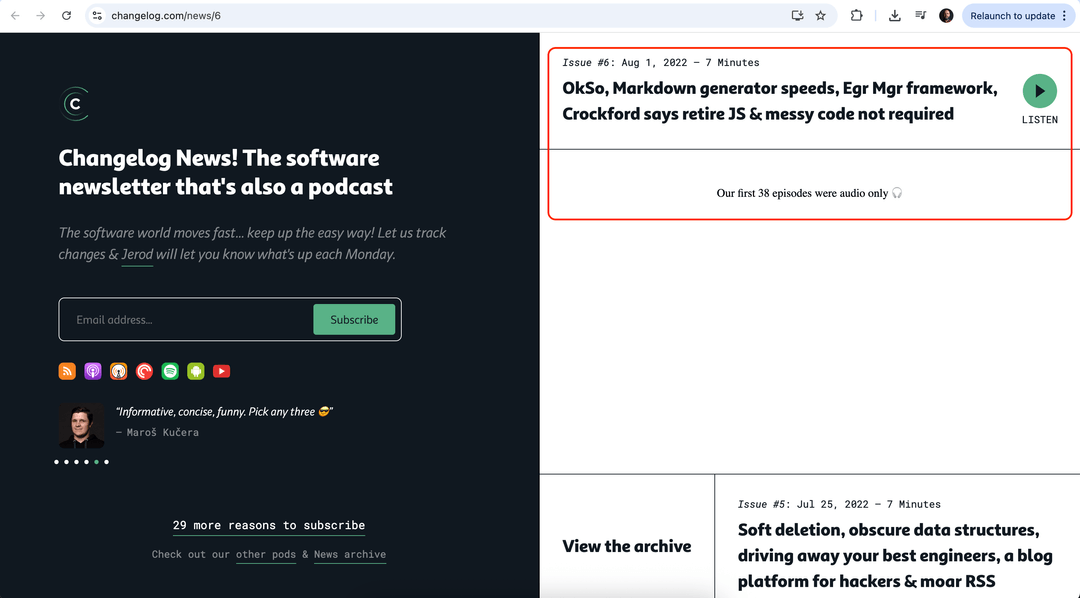 changelog.com/news/6
Relaunch to update
C
Changelog News! The software
newsletter that's also a podcast
The software world moves fast... keep up the easy way! Let us track
changes & Jerod will let you know what's up each Monday.
Email address...
Subscribe
“Informative, concise, funny. Pick any three 😎”
— Maroš Kučera
29 more reasons to subscribe
Check out our other pods & News archive
Issue #6: Aug 1, 2022 — 7 Minutes
OkSo, Markdown generator speeds, Egr Mgr framework,
Crockford says retire JS & messy code not required
LISTEN
Our first 38 episodes were audio only 🎧
View the archive
Issue #5: Jul 25, 2022 — 7 Minutes
Soft deletion, obscure data structures,
driving away your best engineers, a blog
platform for hackers & moar RSS